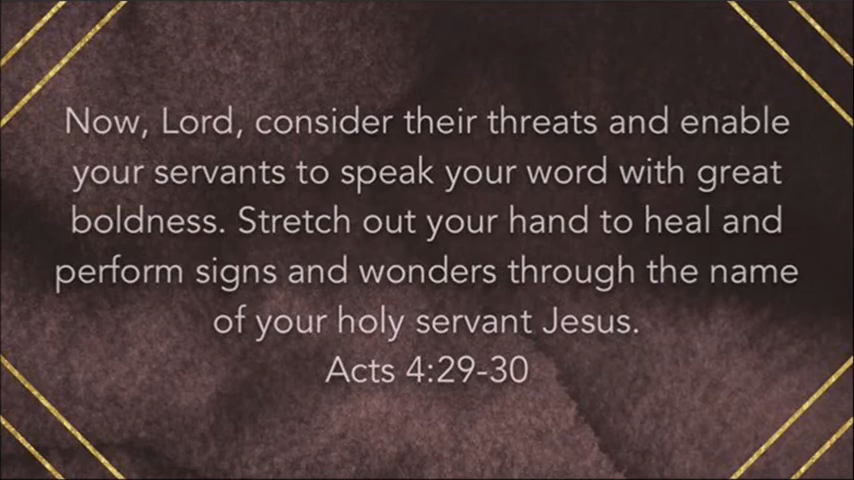 Now, Lord, consider their threats and enable
your servants to speak your word with great
boldness. Stretch out your hand to heal and
perform signs and wonders through the name
of your holy servant Jesus.
Acts 4:29-30